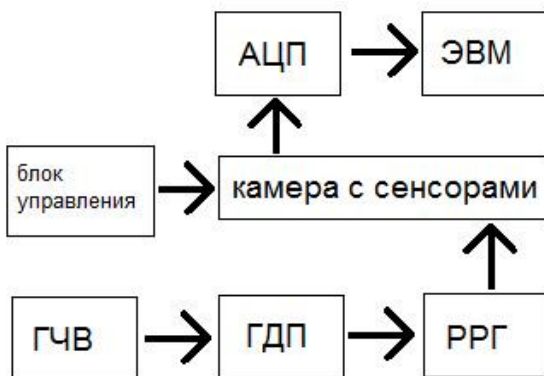 АЦП
ЭВМ
блок
управления
камера с сенсорами
ГЧВ
ГДП
РРГ